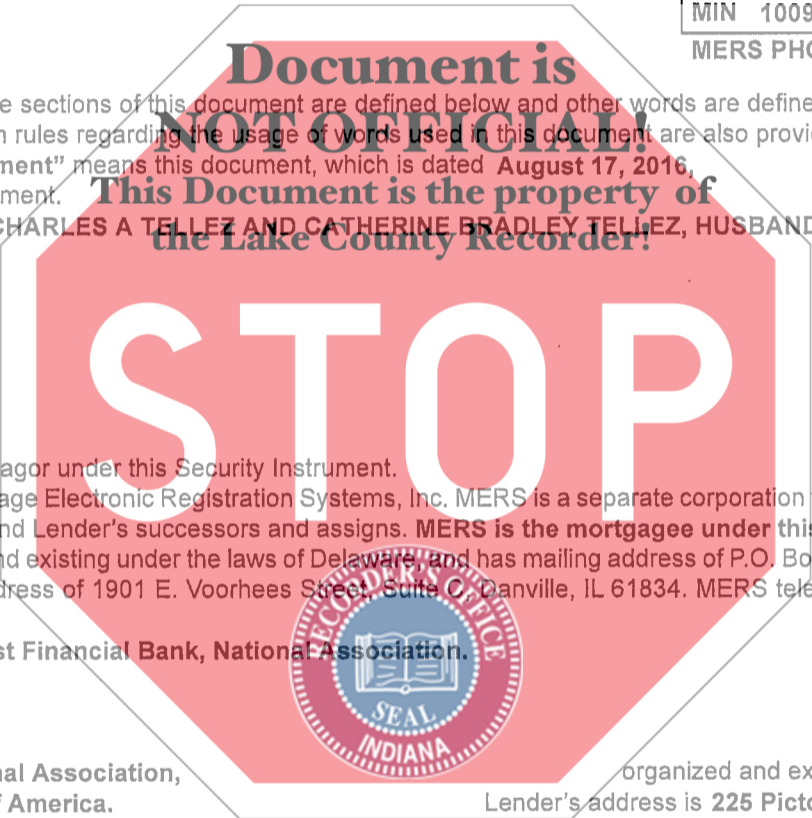 MIN 1009
MERS PHO
Document is
e sections of this document are defined below and other words are define
NOT OFFICIAL!
n rules regarding the usage of words used in this document are also provi
ment" means this document, which is dated August 17, 2016,
ment.
This Document is the property of
CHARLES A TELLEZ AND CATHERINE BRADLEY TELLEZ, HUSBAND
the Lake County Recorder!
STOP
agor under this Security Instrument.
age Electronic Registration Systems, Inc. MERS is a separate corporation
nd Lender's successors and assigns. MERS is the mortgagee under this
nd existing under the laws of Delaware, and has mailing address of P.O. Bo
dress of 1901 E. Voorhees Street, Suite C, Danville, IL 61834. MERS tele
st Financial Bank, National Association.
RECORDER'S OFFICE
SEAL
INDIANA
nal Association,
organized and ex
f America.
Lender's address is 225 Picto